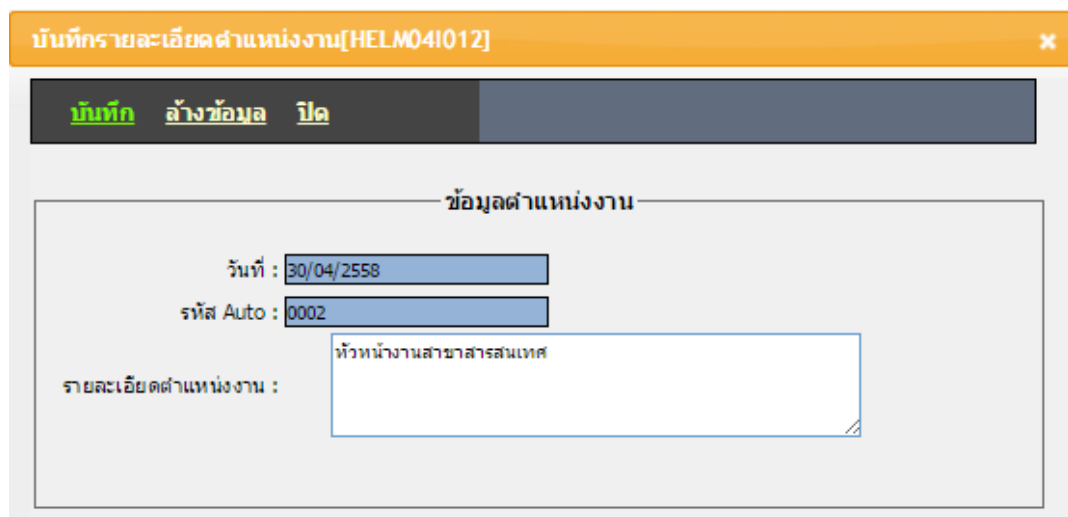 บันทึกรายละเอียดตำแหน่งงาน[HELM04I012]
บันทึก ล้างข้อมูล ปิด
ข้อมูลตำแหน่งงาน
วันที่ : 30/04/2558
รหัส Auto : 0002
หัวหน้างานสาขาสารสนเทศ
รายละเอียดตำแหน่งงาน :